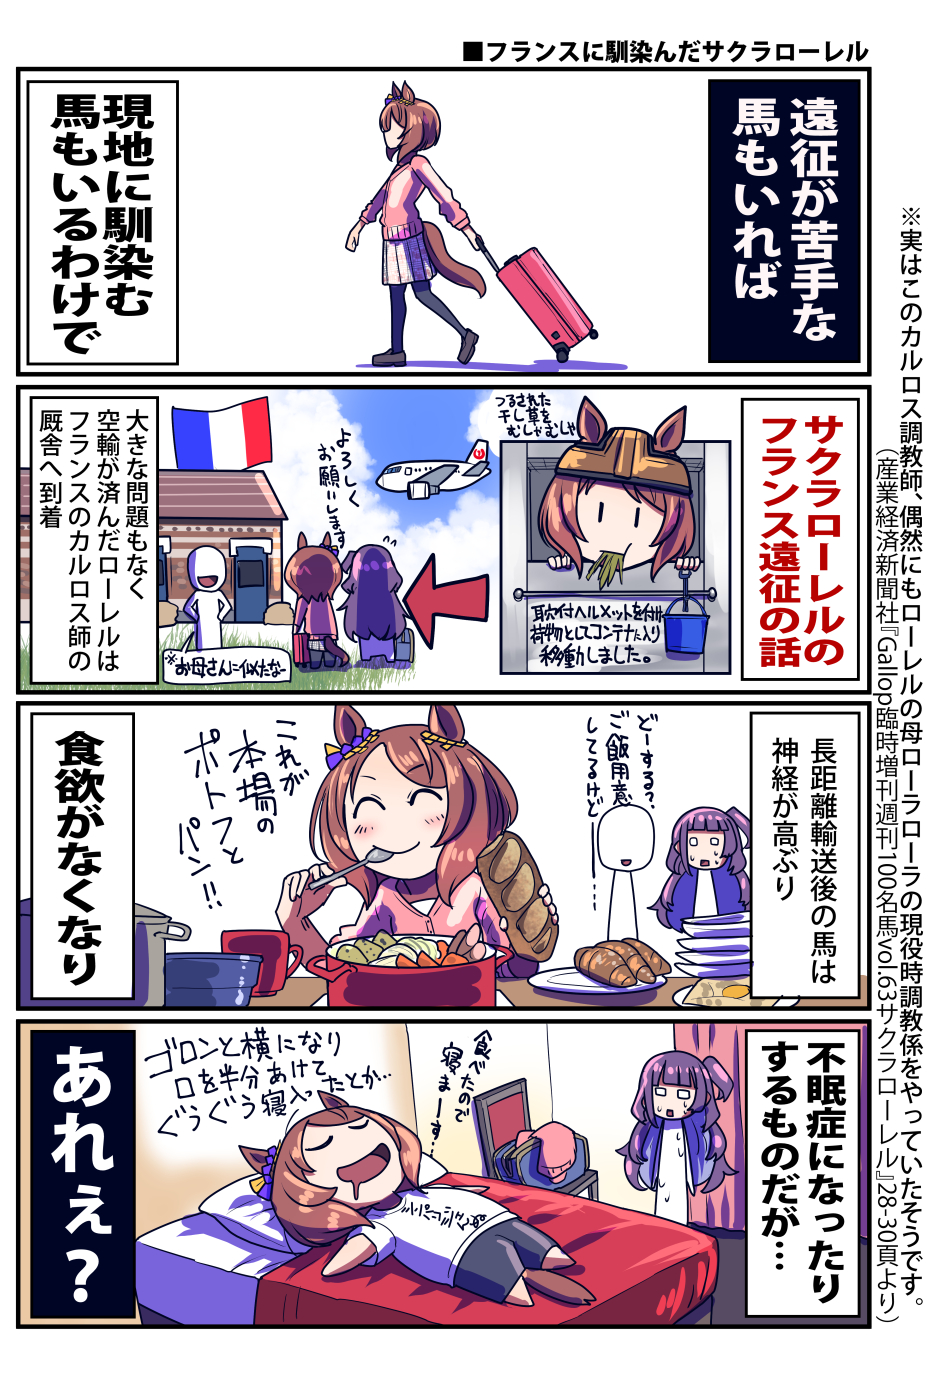 ■フランスに馴染んだサクラローレル
遠征が苦手な
馬もいれば
現地に馴染む
馬もいるわけで
サクラローレルの
フランス遠征の話
つるされた
干し草を
むしゃむしゃ
耳吹付ヘルメットを付け
荷物としてコンテナに入り
移動しました。
よろしく
お願いします
※お母さんに似たなー
大きな問題もなく
空輸が済んだローレルは
フランスのカルロス師の
厩舎へ到着
長距離輸送後の馬は
神経が高ぶり
どーする?
ご飯用意
してるけど…
これが
本場の
ポトフと
パン!!
食欲がなくなり
不眠症になったり
するものだが…
食べたので
寝まーす…
ゴロンと横になり
口を半分あけて
ぐうぐう寝入ったとか…
あれぇ?
※実はこのカルロス調教師、偶然にもローレルの母ローラローラの現役時調教係をやっていたそうです。
(産業経済新聞社『Gallop臨時増刊週刊100名馬vol.63サクラローレル』28-30頁より)